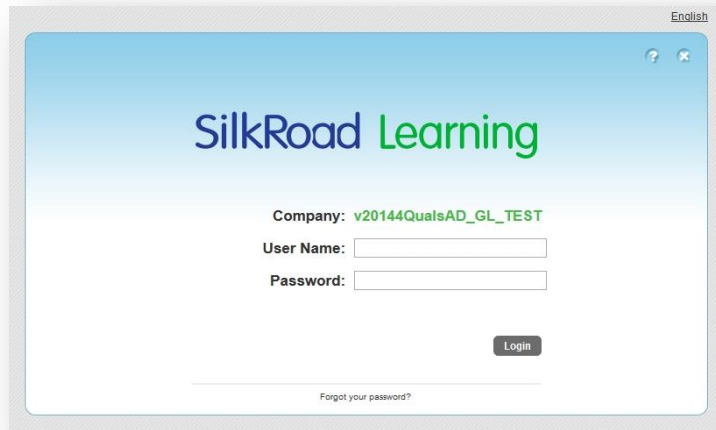 English
SilkRoad Learning
Company: v20144QualsAD_GL_TEST
User Name:
Password:
Login
Forgot your password?